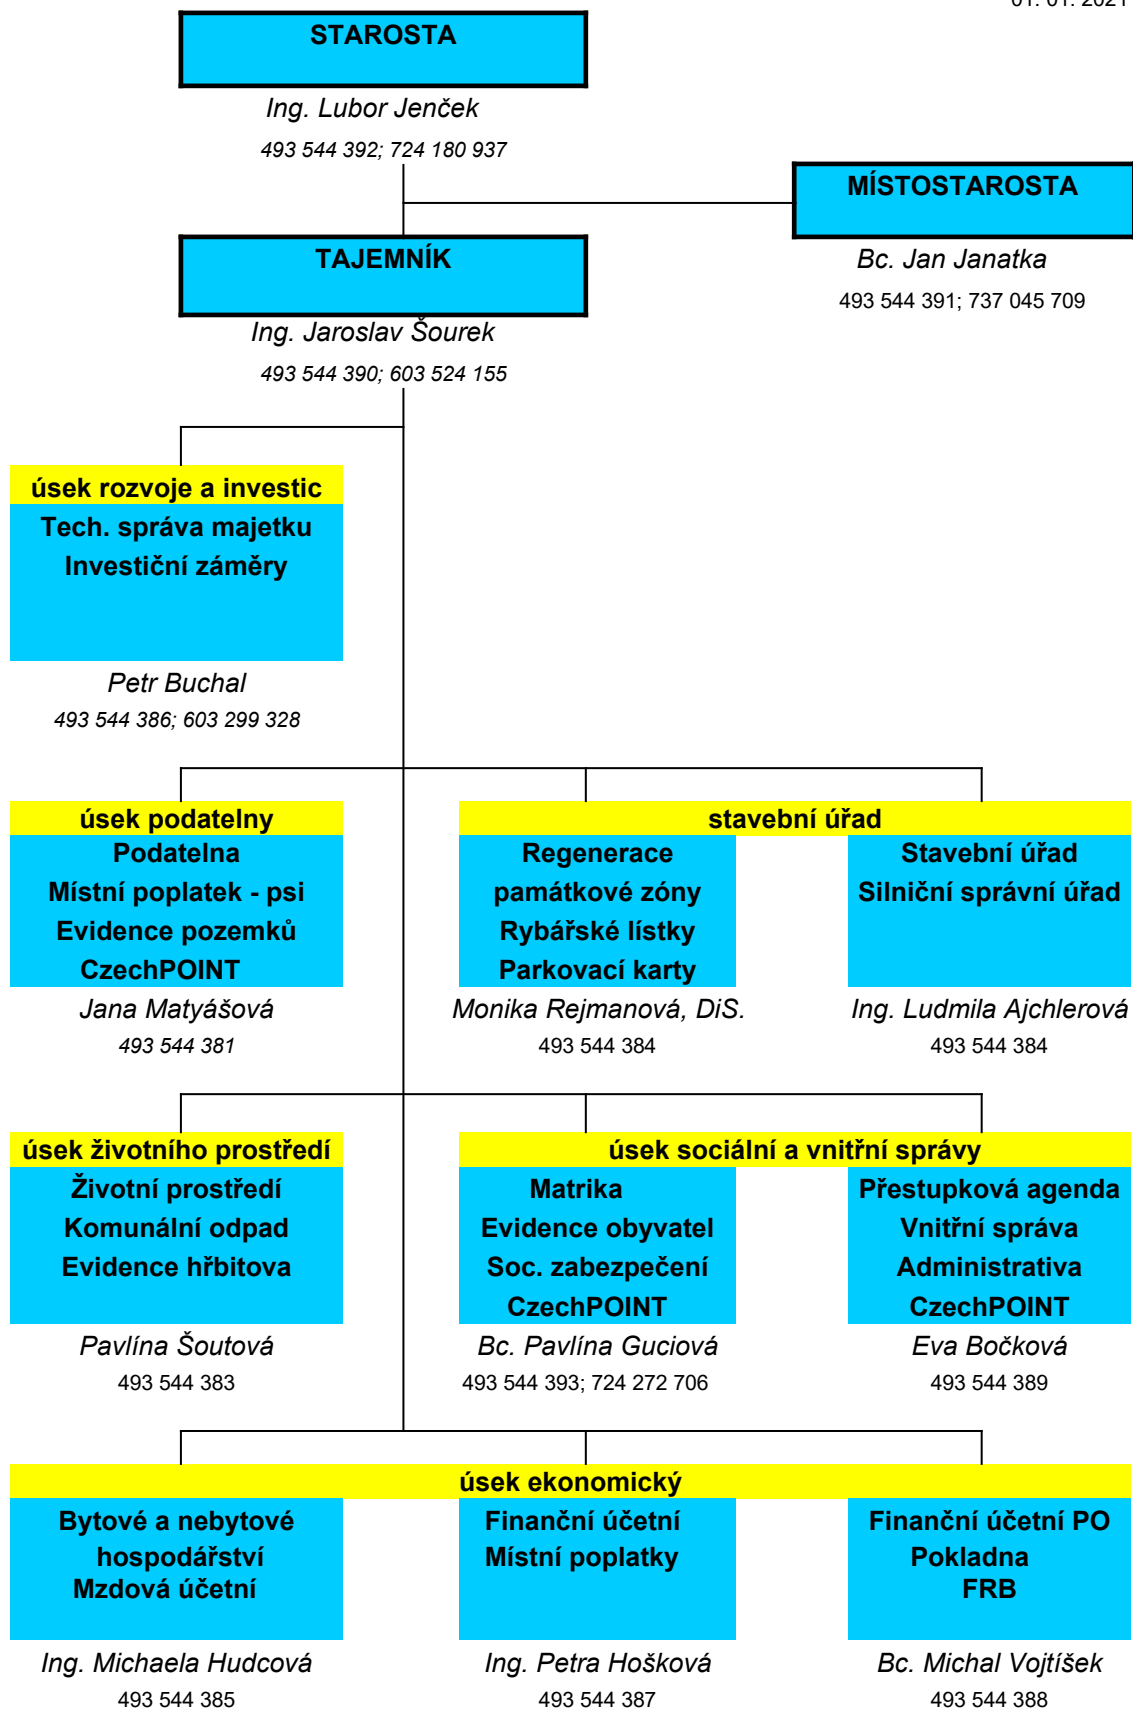 01. 01. 2021
STAROSTA
Ing. Lubor Jenček
493 544 392; 724 180 937
MÍSTOSTAROSTA
Bc. Jan Janatka
493 544 391; 737 045 709
TAJEMNÍK
Ing. Jaroslav Šourek
493 544 390; 603 524 155
úsek rozvoje a investic
Tech. správa majetku
Investiční záměry
Petr Buchal
493 544 386; 603 299 328
úsek podatelny
Podatelna
Místní poplatek - psi
Evidence pozemků
CzechPOINT
Jana Matyášová
493 544 381
stavební úřad
Regenerace
památkové zóny
Rybářské lístky
Parkovací karty
Monika Rejmanová, DiS.
493 544 384
Stavební úřad
Silniční správní úřad
Ing. Ludmila Ajchlerová
493 544 384
úsek životního prostředí
Životní prostředí
Komunální odpad
Evidence hřbitova
Pavlína Šoutová
493 544 383
úsek sociální a vnitřní správy
Matrika
Evidence obyvatel
Soc. zabezpečení
CzechPOINT
Bc. Pavlína Guciová
493 544 393; 724 272 706
Přestupková agenda
Vnitřní správa
Administrativa
CzechPOINT
Eva Bočková
493 544 389
úsek ekonomický
Bytové a nebytové
hospodářství
Mzdová účetní
Ing. Michaela Hudcová
493 544 385
Finanční účetní
Místní poplatky
Ing. Petra Hošková
493 544 387
Finanční účetní PO
Pokladna
FRB
Bc. Michal Vojtíšek
493 544 388